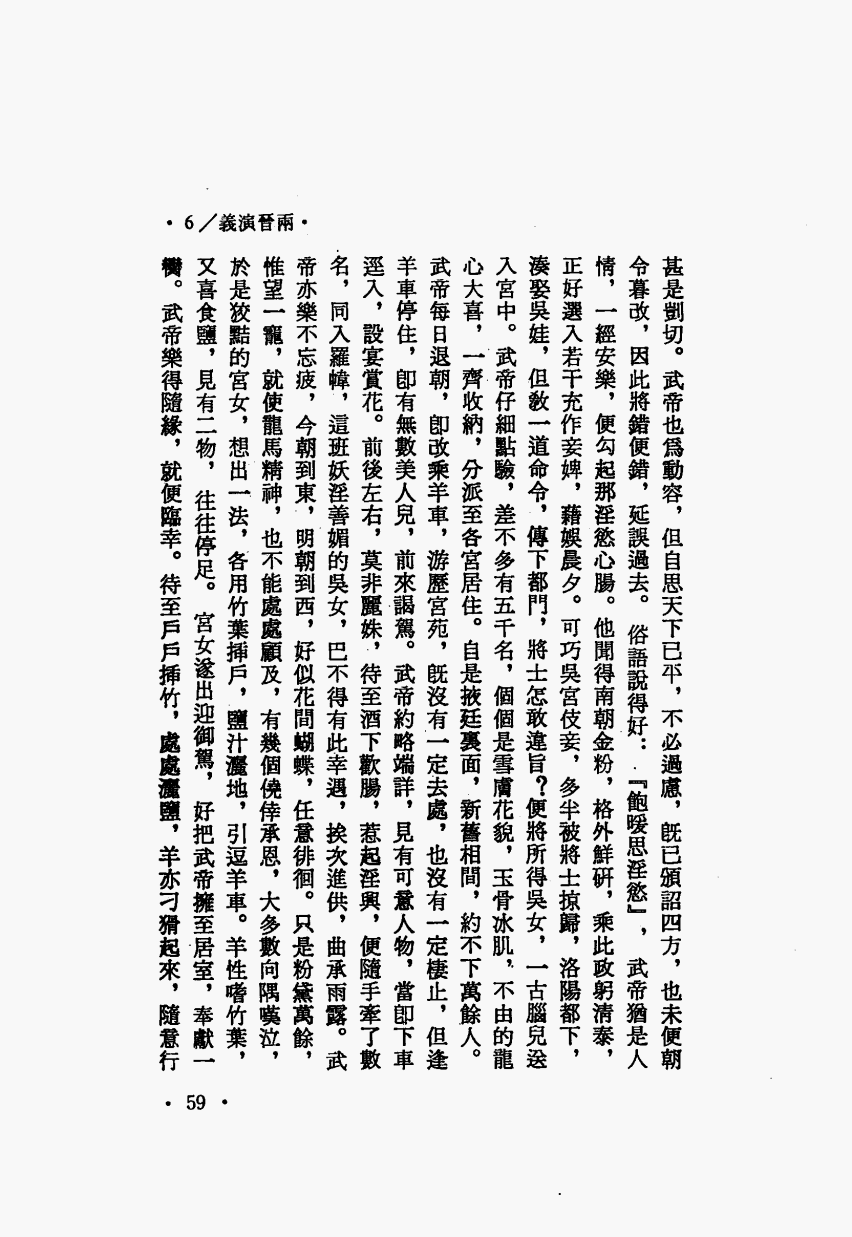 ・6／義演晉兩・
甚是剴切。武帝也爲動容，但自思天下已平，不必過慮，旣已頒詔四方，也未便朝
令暮改，因此將錯便錯，延誤過去。俗語說得好：『飽暖思淫慾』，武帝猶是人
情，一經安樂，便勾起那淫慾心腸。他聞得南朝金粉，格外鮮硏，乘此政躬清泰，
正好選入若干充作妾婢，藉娛晨夕。可巧吳宮伎妾，多半被將士掠歸，洛陽都下，
湊娶吳娃，但敎一道命令，傳下都門，將士怎敢違旨？便將所得吳女，一古腦兒送
入宮中。武帝仔細點驗，差不多有五千名，個個是雪膚花貌，玉骨冰肌，不由的龍
心大喜，一齊收納，分派至各宮居住。自是掖廷裏面，新舊相間，約不下萬餘人。
武帝每日退朝，卽改乘羊車，游歷宮苑，旣沒有一定去處，也沒有一定棲止，但逢
羊車停住，卽有無數美人兒，前來謁駕。武帝約略端詳，見有可意人物，當卽下車
逕入，設宴賞花。前後左右，莫非麗姝，待至酒下歡腸，惹起淫興，便隨手牽了數
名，同入羅幃，這班妖淫善媚的吳女，巴不得有此幸遇，挨次進供，曲承雨露。武
帝亦樂不忘疲，今朝到東，明朝到西，好似花間蝴蝶，任意徘徊。只是粉黛萬餘，
惟望一寵，就使龍馬精神，也不能處處顧及，有幾個僥倖承恩，大多數向隅嘆泣，
於是狡黠的宮女，想出一法，各用竹葉插戶，鹽汁灑地，引逗羊車。羊性嗜竹葉，
又喜食鹽，見有二物，往往停足。宮女遂出迎御駕，好把武帝擁至居室，奉獻一
臠。武帝樂得隨緣，就便臨幸。待至戶戶插竹，處處灑鹽，羊亦刁猾起來，隨意行
・59・